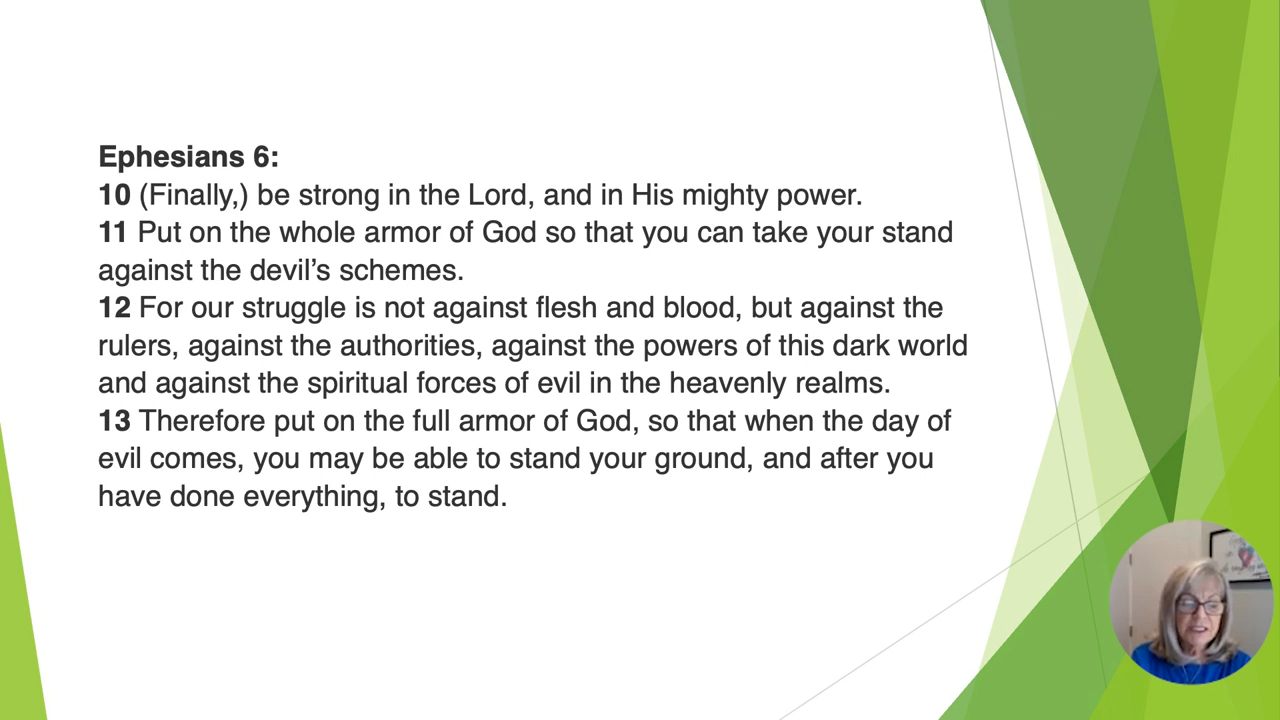 Ephesians 6:
10 (Finally,) be strong in the Lord, and in His mighty power.
11 Put on the whole armor of God so that you can take your stand
against the devil’s schemes.
12 For our struggle is not against flesh and blood, but against the
rulers, against the authorities, against the powers of this dark world
and against the spiritual forces of evil in the heavenly realms.
13 Therefore put on the full armor of God, so that when the day of
evil comes, you may be able to stand your ground, and after you
have done everything, to stand.